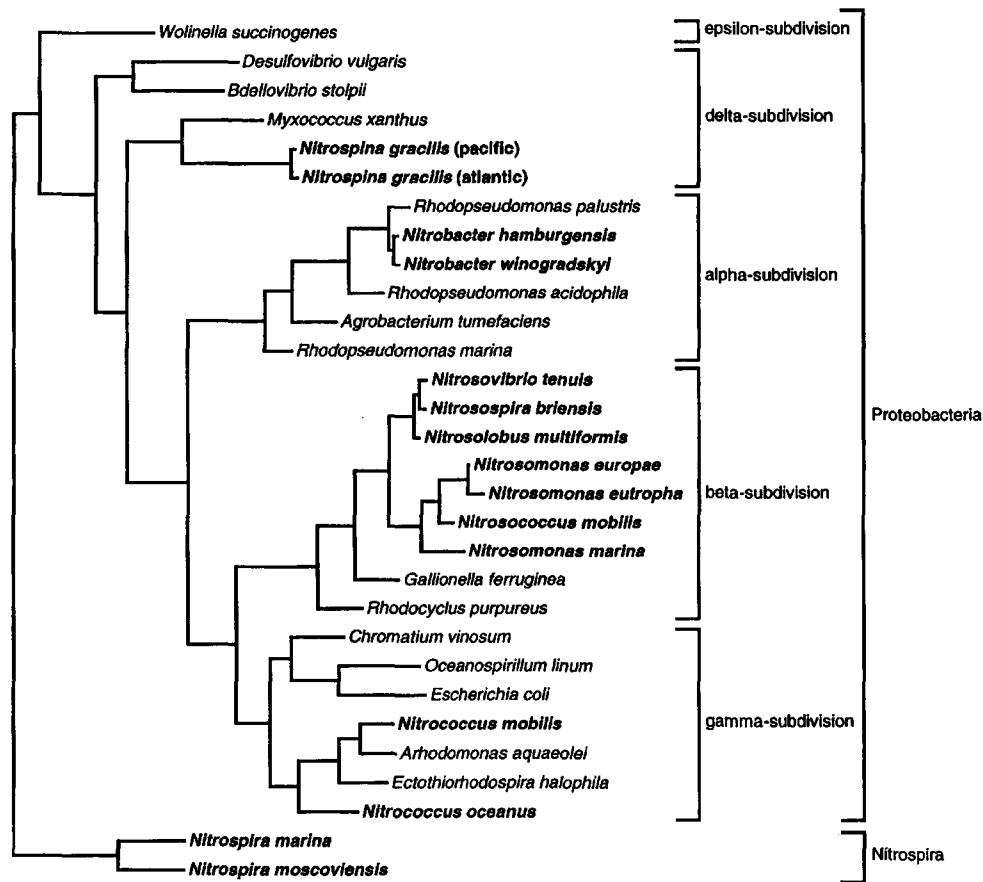 Wolinella succinogenes
epsilon-subdivision
Desulfovibrio vulgaris
Bdellovibrio stolpii
Myxococcus xanthus
delta-subdivision
Nitrospina gracilis (pacific)
Nitrospina gracilis (atlantic)
Rhodopseudomonas palustris
Nitrobacter hamburgensis
Nitrobacter winogradskyi
alpha-subdivision
Rhodopseudomonas acidophila
Agrobacterium tumefaciens
Rhodopseudomonas marina
Nitrosovibrio tenuis
Nitrosospira briensis
Proteobacteria
Nitrosolobus multiformis
Nitrosomonas europae
Nitrosomonas eutropha
beta-subdivision
Nitrosococcus mobilis
Nitrosomonas marina
Gallionella ferruginea
Rhodocyclus purpureus
Chromatium vinosum
Oceanospirillum linum
Escherichia coli
Nitrococcus mobilis
gamma-subdivision
Arhodomonas aquaeolei
Ectothiorhodospira halophila
Nitrococcus oceanus
Nitrospira marina
Nitrospira
Nitrospira moscoviensis